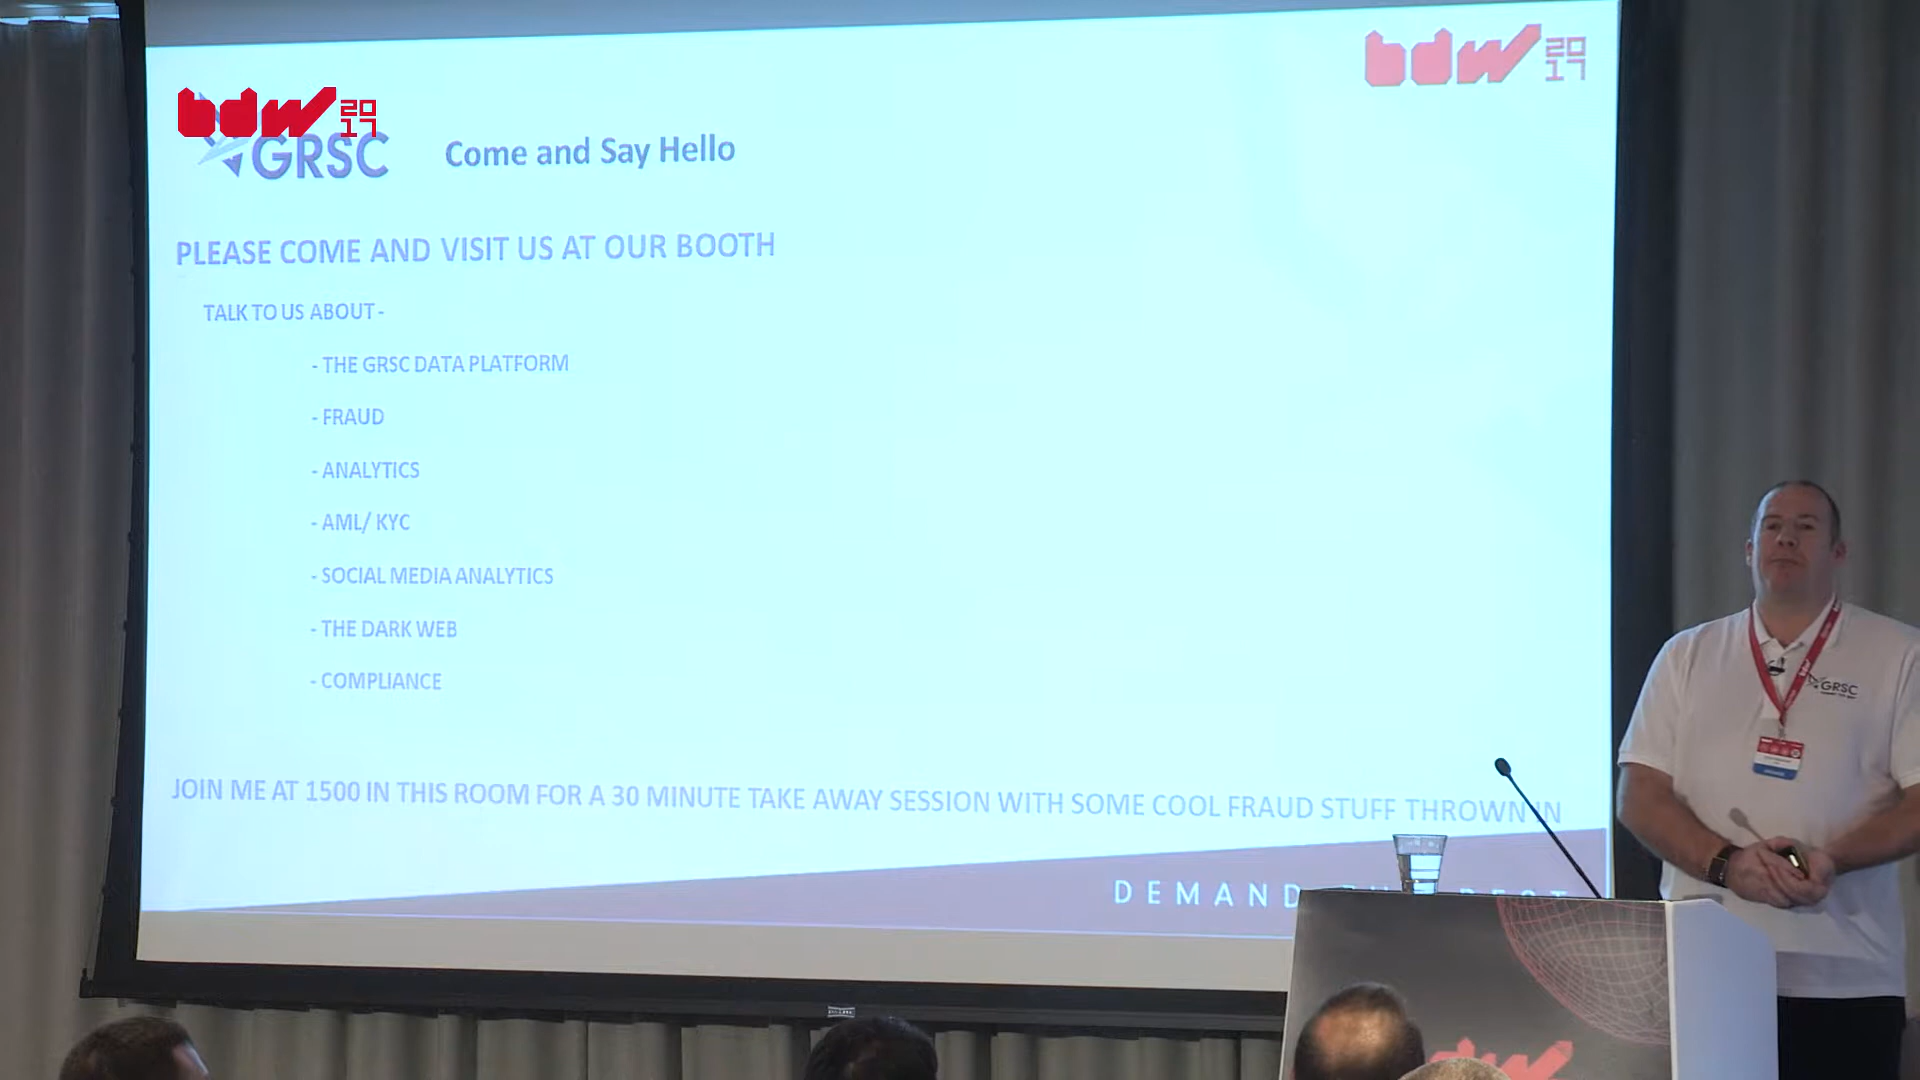 bdw 2017
bdw 2017
GRSC
Come and Say Hello
PLEASE COME AND VISIT US AT OUR BOOTH
TALK TO US ABOUT -
- THE GRSC DATA PLATFORM
- FRAUD
- ANALYTICS
- AML/ KYC
- SOCIAL MEDIA ANALYTICS
- THE DARK WEB
- COMPLIANCE
JOIN ME AT 1500 IN THIS ROOM FOR A 30 MINUTE TAKE AWAY SESSION WITH SOME COOL FRAUD STUFF THROWN IN
DEMAND
GRSC
bdw